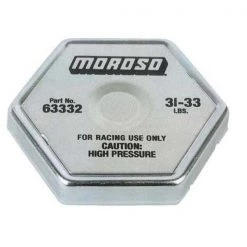 MOROSO
Part No.
63332
31-33
LBS.
FOR RACING USE ONLY
CAUTION:
HIGH PRESSURE